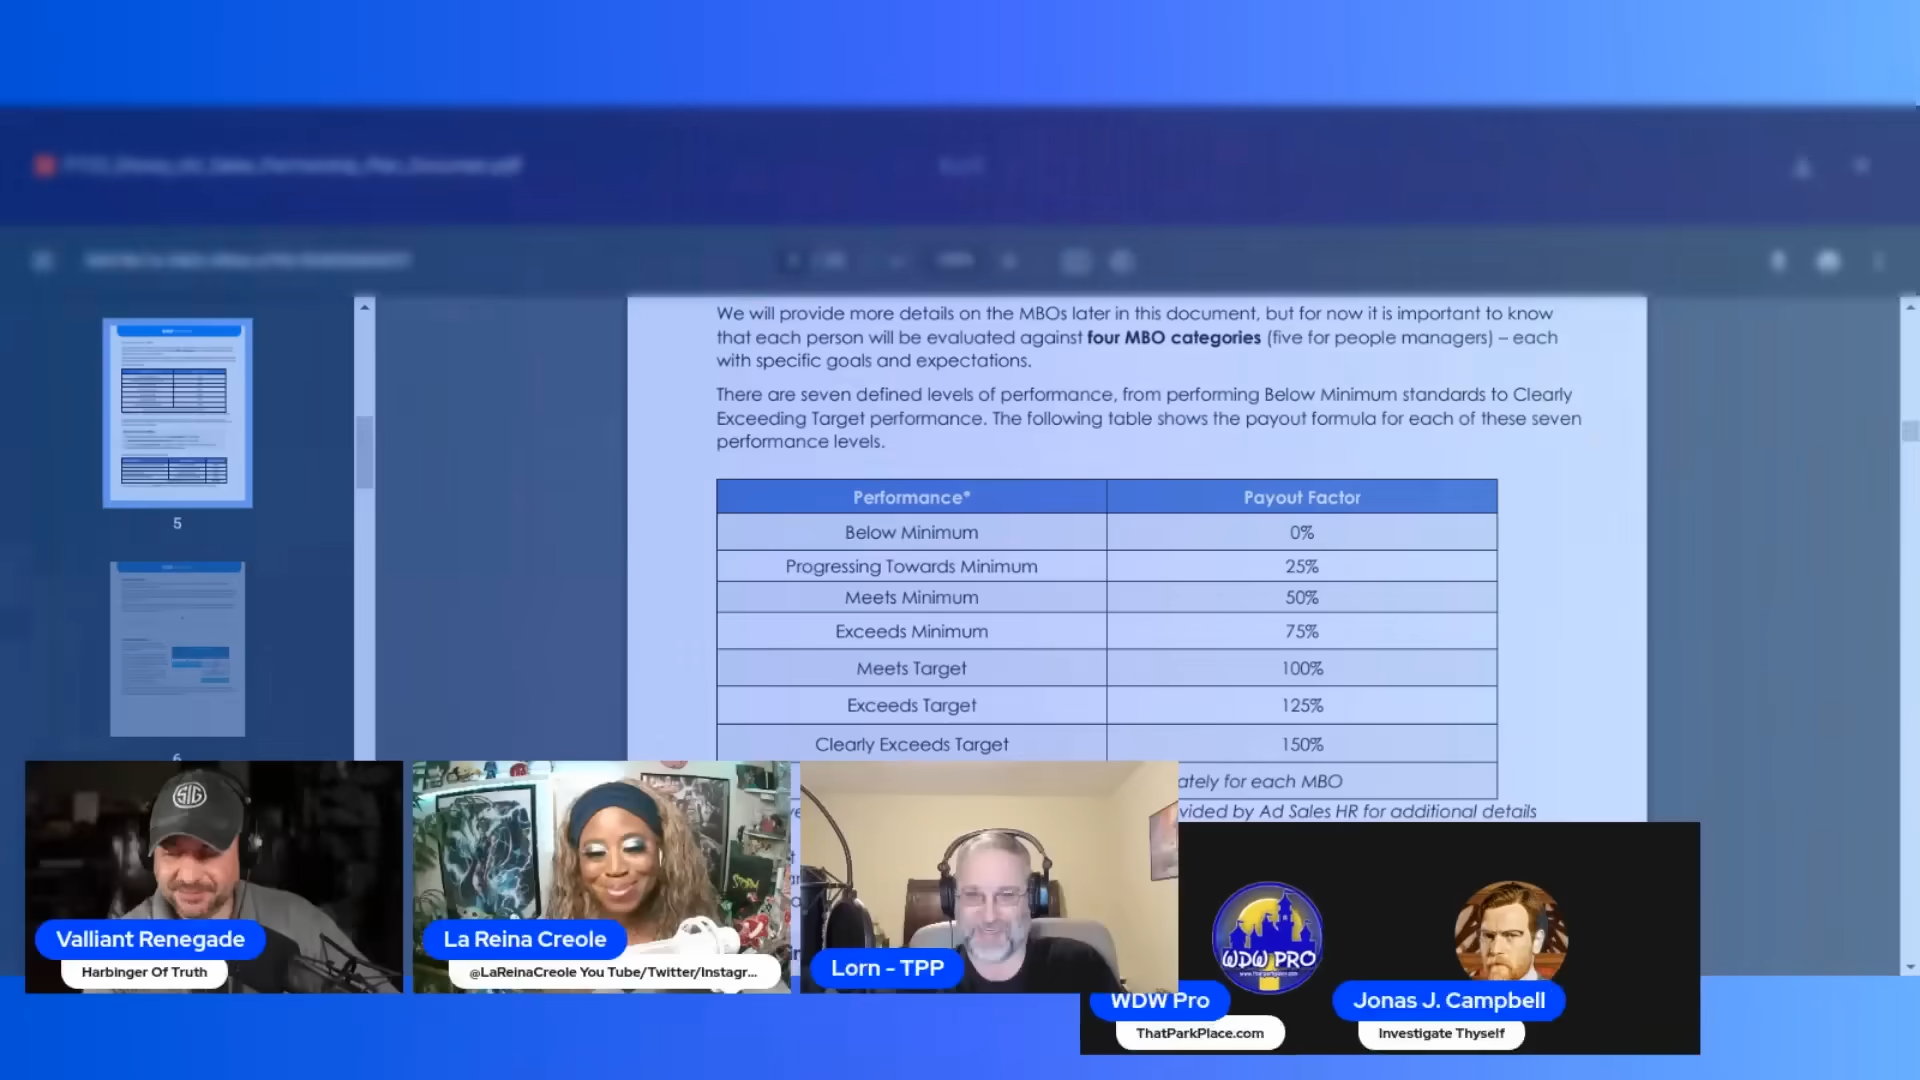 We will provide more details on the MBOs later in this document, but for now it is important to know
that each person will be evaluated against four MBO categories (five for people managers) – each
with specific goals and expectations.
There are seven defined levels of performance, from performing Below Minimum standards to Clearly
Exceeding Target performance. The following table shows the payout formula for each of these seven
performance levels.
Performance* Payout Factor
Below Minimum 0%
Progressing Towards Minimum 25%
Meets Minimum 50%
Exceeds Minimum 75%
Meets Target 100%
Exceeds Target 125%
Clearly Exceeds Target 150%
ately for each MBO
vided by Ad Sales HR for additional details
5
6
SIG
Valliant Renegade
Harbinger Of Truth
La Reina Creole
@LaReinaCreole You Tube/Twitter/Instagr...
Lorn - TPP
WDW PRO
WDW Pro
ThatParkPlace.com
Jonas J. Campbell
Investigate Thyself